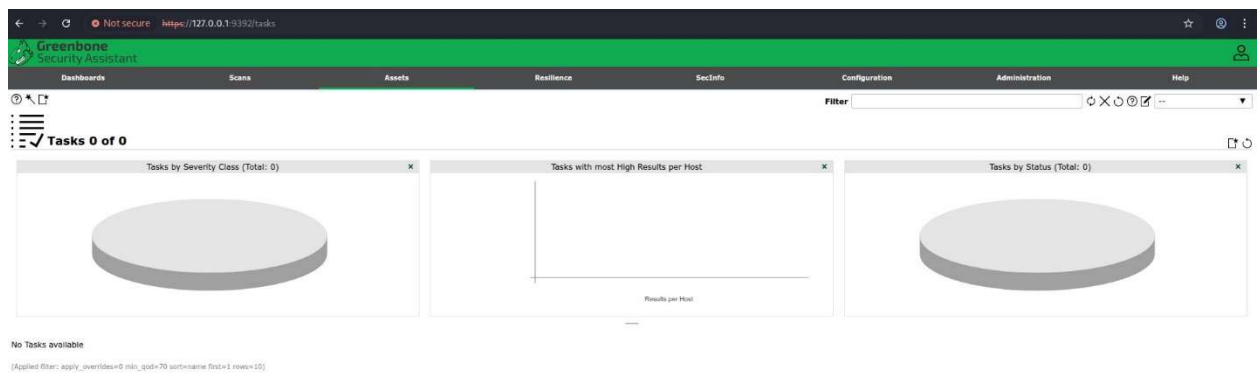 Not secure https://127.0.0.1:9392/tasks
Greenbone
Security Assistant
Dashboards Scans Assets Resilience SecInfo Configuration Administration Help
Filter --
Tasks 0 of 0
Tasks by Severity Class (Total: 0) × Tasks with most High Results per Host × Tasks by Status (Total: 0) ×
Results per Host
No Tasks available
(Applied filter: apply_overrides=0 min_qod=70 sort=name first=1 rows=10)